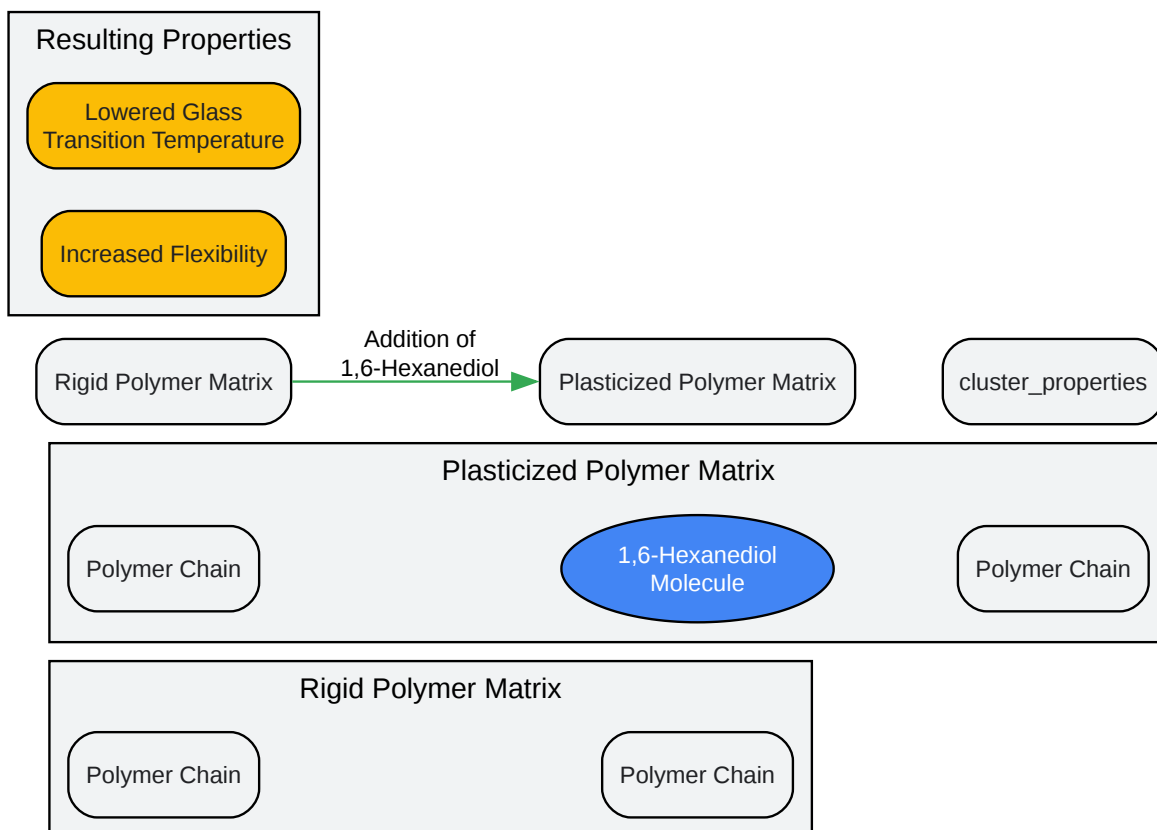 Resulting Properties
Lowered Glass
Transition Temperature
Increased Flexibility
Addition of
1,6-Hexanediol
Rigid Polymer Matrix
Plasticized Polymer Matrix
cluster_properties
Plasticized Polymer Matrix
Polymer Chain
1,6-Hexanediol
Molecule
Polymer Chain
Rigid Polymer Matrix
Polymer Chain
Polymer Chain